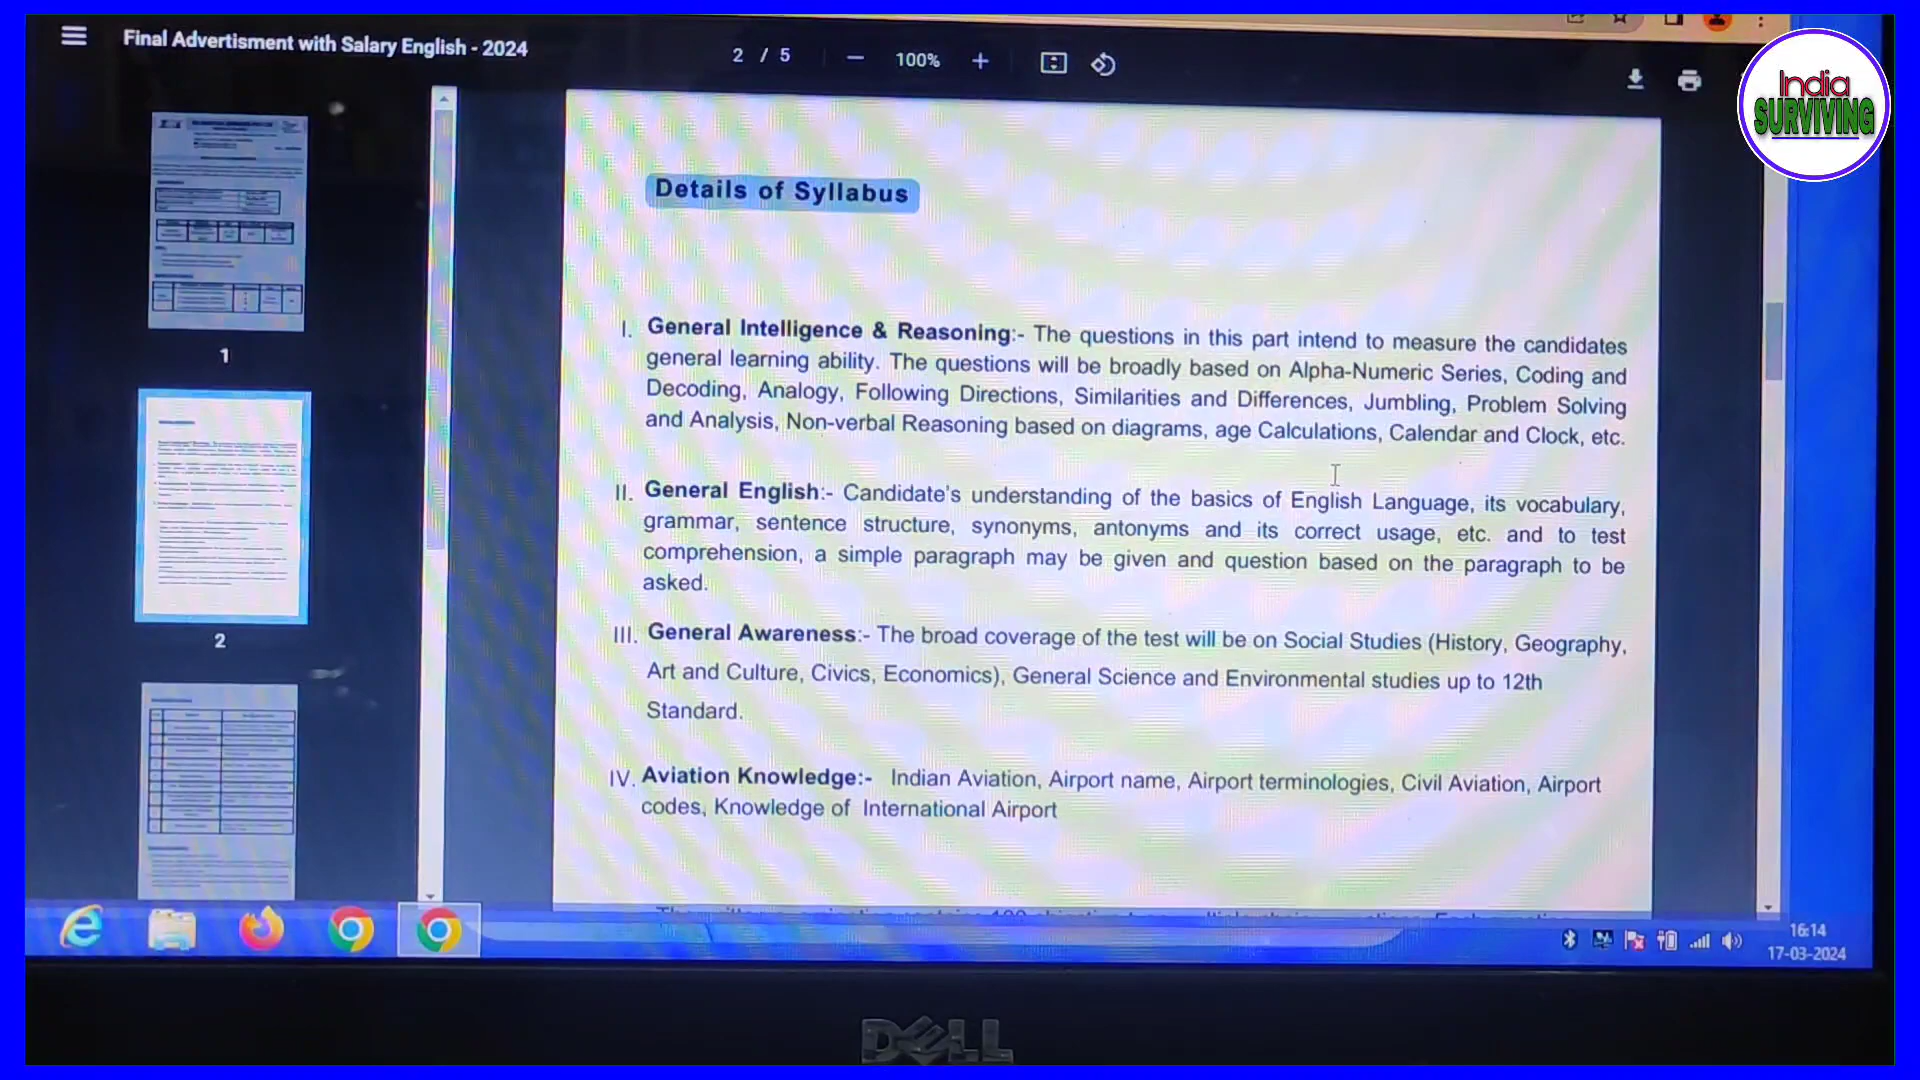 Final Advertisment with Salary English - 2024
2 / 5
100%
India
SURVIVING
Details of Syllabus
I. General Intelligence & Reasoning:- The questions in this part intend to measure the candidates
general learning ability. The questions will be broadly based on Alpha-Numeric Series, Coding and
Decoding, Analogy, Following Directions, Similarities and Differences, Jumbling, Problem Solving
and Analysis, Non-verbal Reasoning based on diagrams, age Calculations, Calendar and Clock, etc.
II. General English:- Candidate's understanding of the basics of English Language, its vocabulary,
grammar, sentence structure, synonyms, antonyms and its correct usage, etc. and to test
comprehension, a simple paragraph may be given and question based on the paragraph to be
asked.
III. General Awareness:- The broad coverage of the test will be on Social Studies (History, Geography,
Art and Culture, Civics, Economics), General Science and Environmental studies up to 12th
Standard.
IV. Aviation Knowledge:- Indian Aviation, Airport name, Airport terminologies, Civil Aviation, Airport
codes, Knowledge of International Airport
1
2
16:14
17-03-2024
DELL